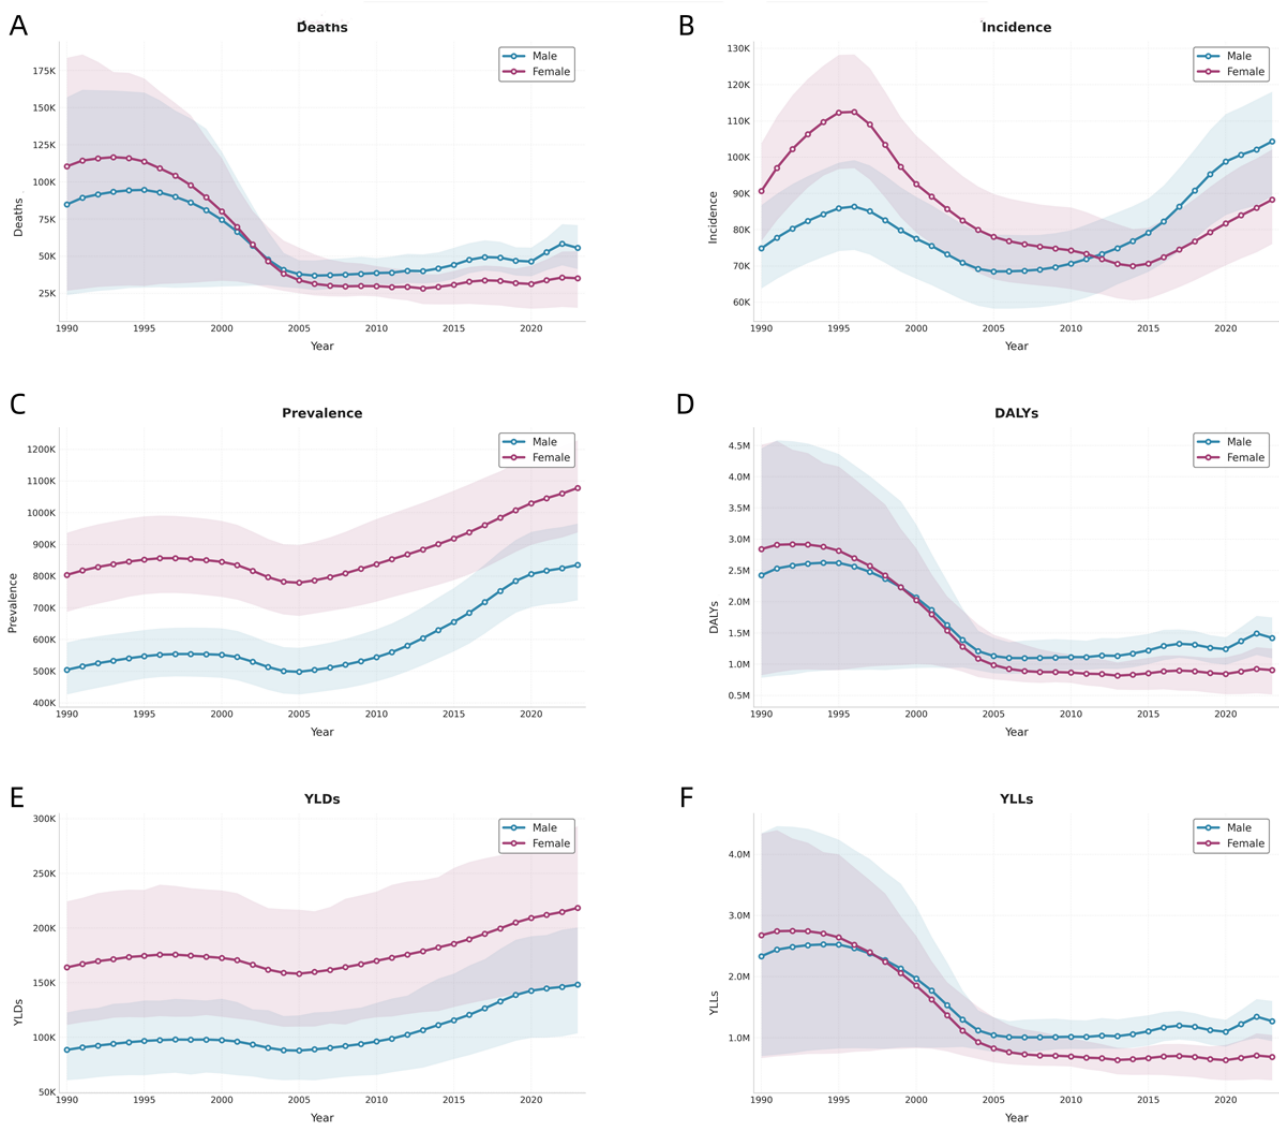 A
Deaths
Male
Female
175K
150K
125K
100K
75K
50K
25K
Deaths
1990 1995 2000 2005 2010 2015 2020
Year
B
Incidence
Male
Female
130K
120K
110K
100K
90K
80K
70K
60K
Incidence
1990 1995 2000 2005 2010 2015 2020
Year
C
Prevalence
Male
Female
1200K
1100K
1000K
900K
800K
700K
600K
500K
400K
Prevalence
1990 1995 2000 2005 2010 2015 2020
Year
D
DALYs
Male
Female
4.5M
4.0M
3.5M
3.0M
2.5M
2.0M
1.5M
1.0M
0.5M
DALYs
1990 1995 2000 2005 2010 2015 2020
Year
E
YLDs
Male
Female
300K
250K
200K
150K
100K
50K
YLDs
1990 1995 2000 2005 2010 2015 2020
Year
F
YLLs
Male
Female
4.0M
3.0M
2.0M
1.0M
YLLs
1990 1995 2000 2005 2010 2015 2020
Year